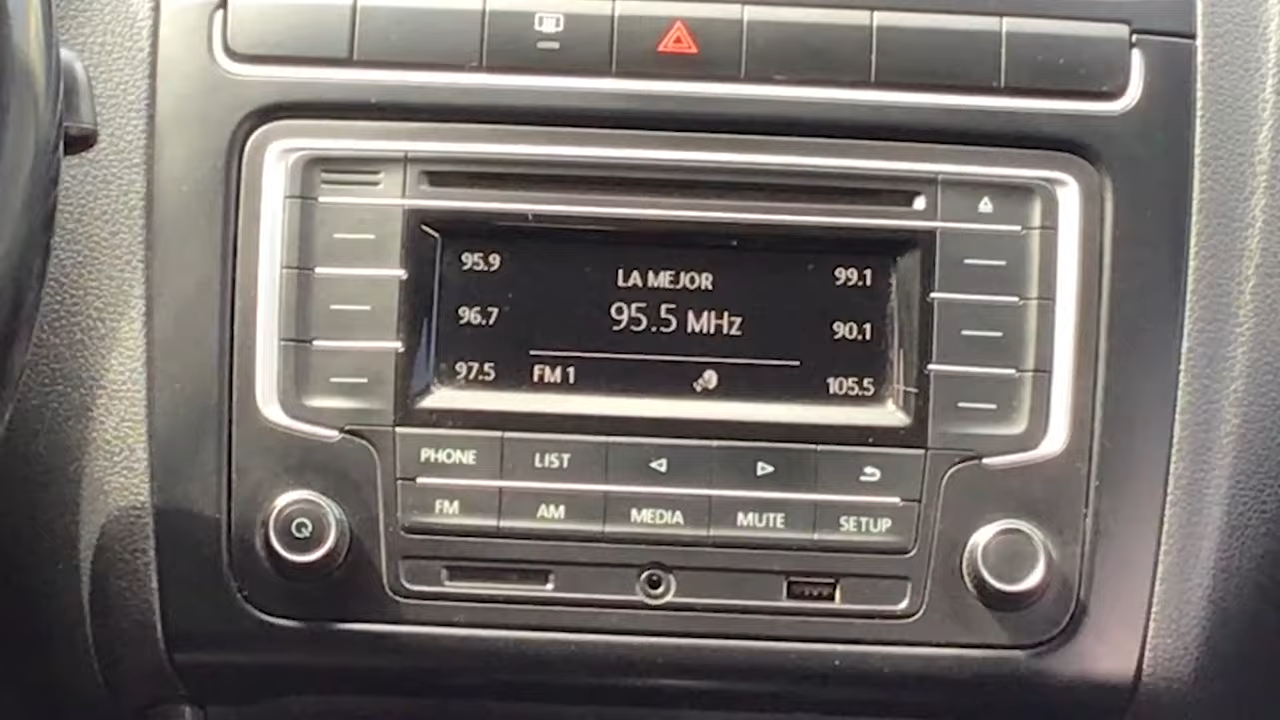 95.9
LA MEJOR
99.1
96.7
95.5 MHz
90.1
97.5
FM 1
105.5
PHONE
LIST
FM
AM
MEDIA
MUTE
SETUP